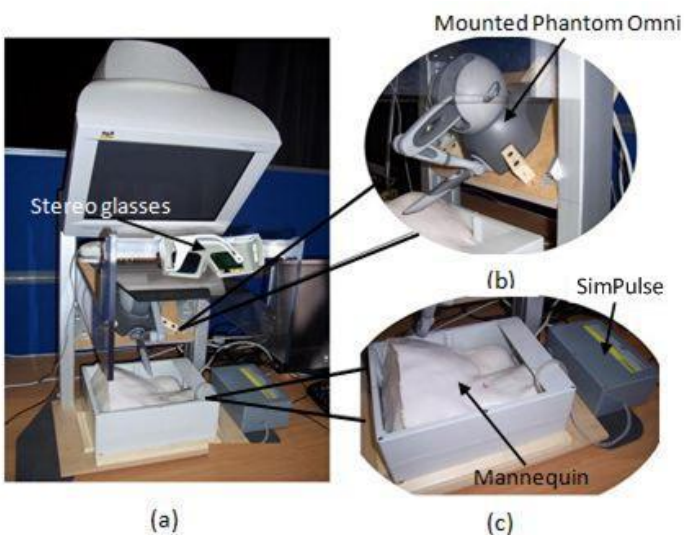 Mounted Phantom Omni
Stereo glasses
(b)
SimPulse
Mannequin
(a)
(c)